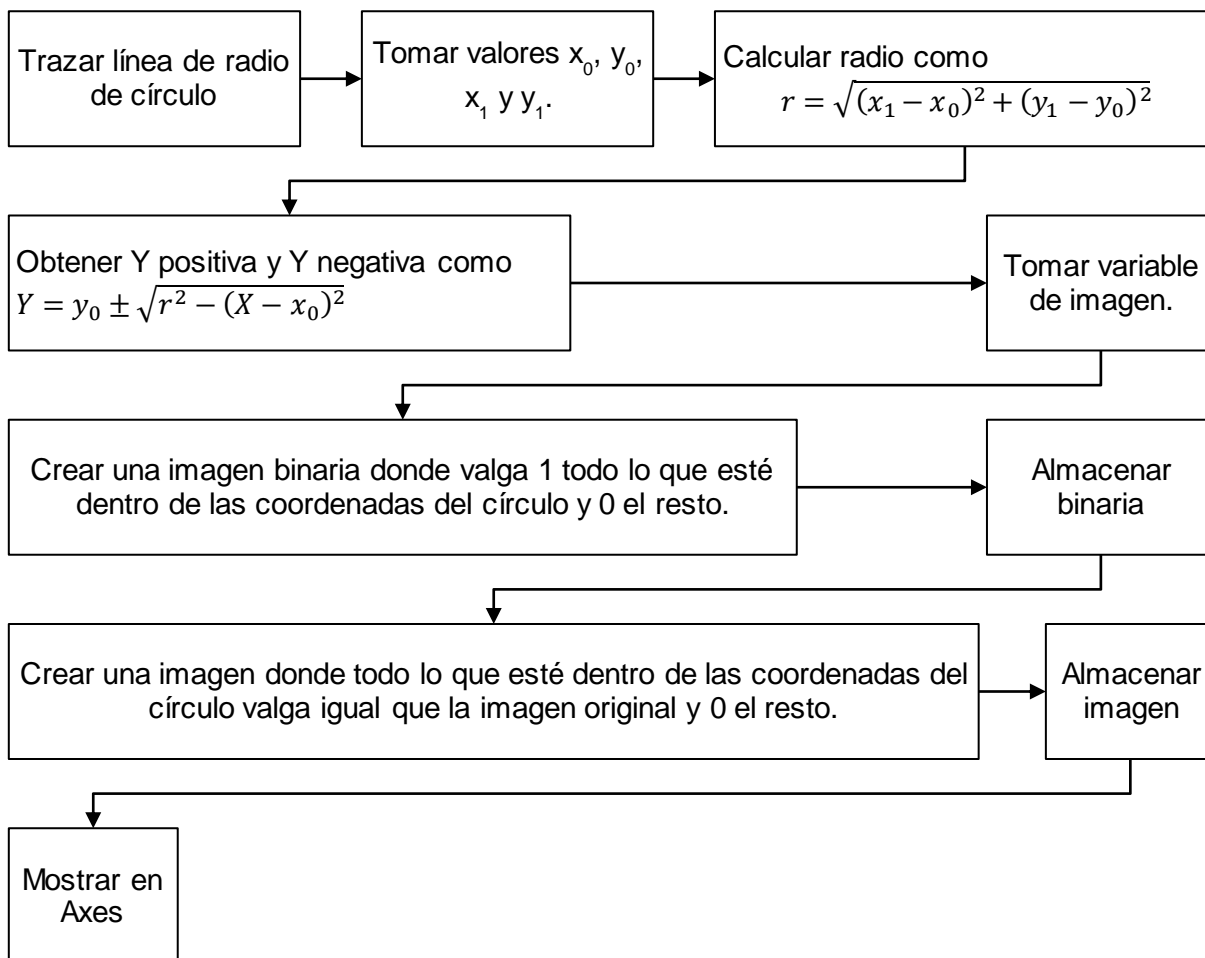 Trazar línea de radio
de círculo
Tomar valores x₀, y₀,
x₁ y y₁.
Calcular radio como
𝑟 = √(𝑥₁ − 𝑥₀)² + (𝑦₁ − 𝑦₀)²
Obtener Y positiva y Y negativa como
𝑌 = 𝑦₀ ± √𝑟² − (𝑋 − 𝑥₀)²
Tomar variable
de imagen.
Crear una imagen binaria donde valga 1 todo lo que esté
dentro de las coordenadas del círculo y 0 el resto.
Almacenar
binaria
Crear una imagen donde todo lo que esté dentro de las coordenadas del
círculo valga igual que la imagen original y 0 el resto.
Almacenar
imagen
Mostrar en
Axes